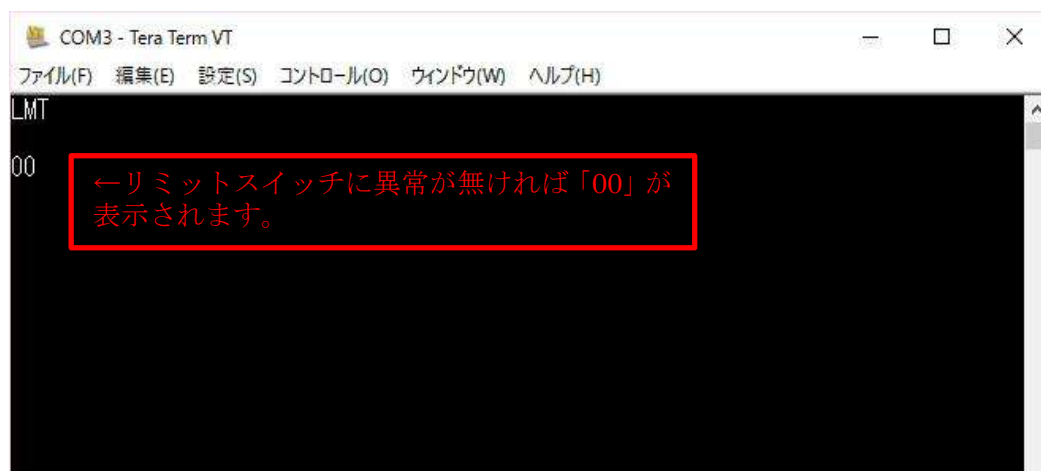 COM3 - Tera Term VT
ファイル(F) 編集(E) 設定(S) コントロール(O) ウィンドウ(W) ヘルプ(H)
LMT
00
←リミットスイッチに異常が無ければ「00」が
表示されます。